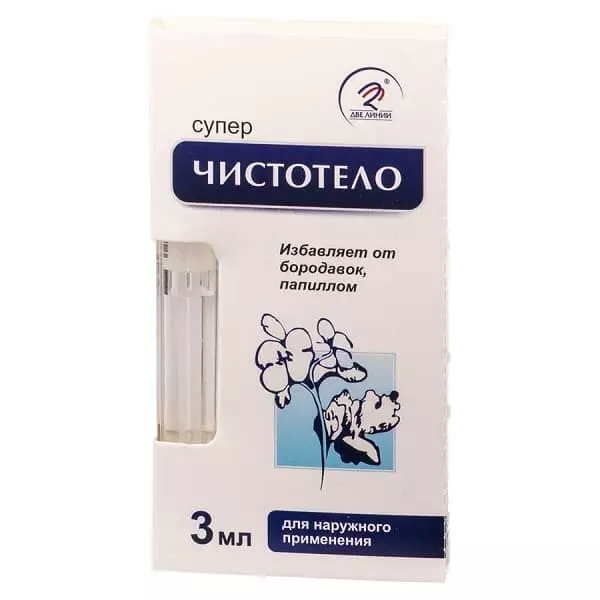 ДВЕ ЛИНИИ
®
супер
ЧИСТОТЕЛО
Избавляет от
бородавок,
папиллом
3 мл
для наружного
применения